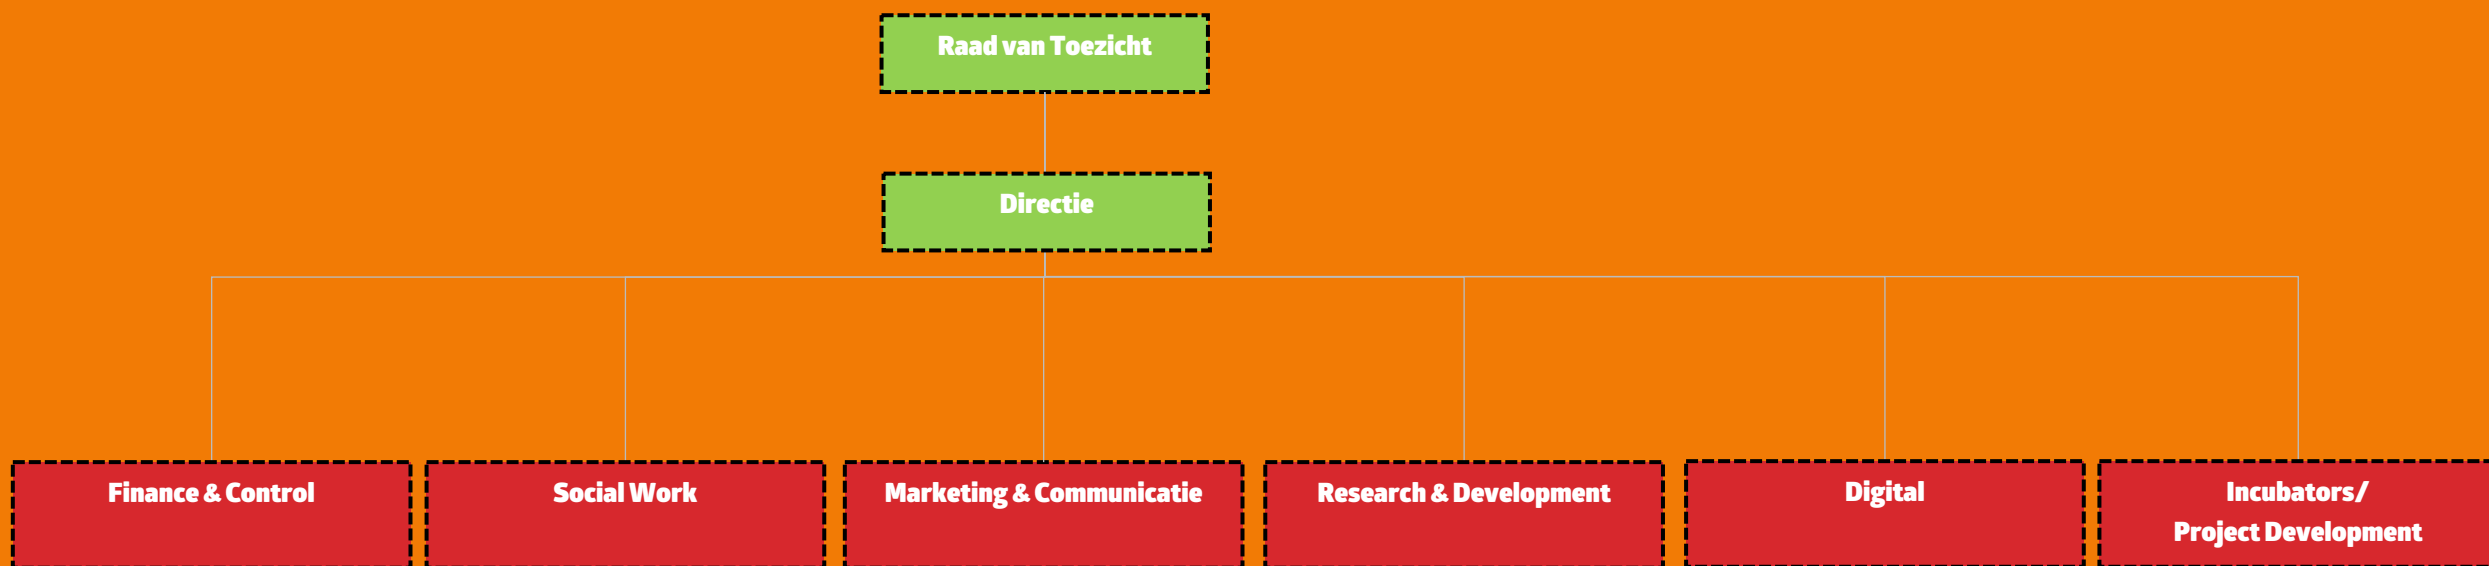 Raad van Toezicht
Directie
Finance & Control
Social Work
Marketing & Communicatie
Research & Development
Digital
Incubators/
Project Development